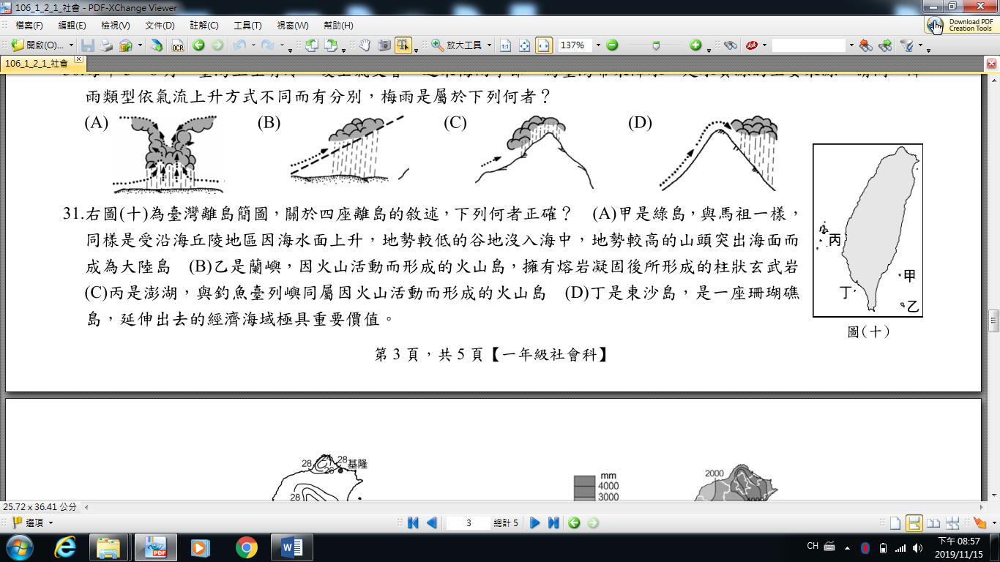 106_1_2_1_社會 - PDF-XChange Viewer
檔案(F) 編輯(E) 檢視(V) 文件(D) 註解(C) 工具(T) 視窗(W) 幫助(H)
Download PDF
Creation Tools
開啟(O)... OCR 放大工具 1:1 137%
106_1_2_1_社會
雨類型依氣流上升方式不同而有分別，梅雨是屬於下列何者？
(A) (B) (C) (D)
31.右圖(十)為臺灣離島簡圖，關於四座離島的敘述，下列何者正確？ (A)甲是綠島，與馬祖一樣，
同樣是受沿海丘陵地區因海水面上升，地勢較低的谷地沒入海中，地勢較高的山頭突出海面而
成為大陸島 (B)乙是蘭嶼，因火山活動而形成的火山島，擁有熔岩凝固後所形成的柱狀玄武岩
(C)丙是澎湖，與釣魚臺列嶼同屬因火山活動而形成的火山島 (D)丁是東沙島，是一座珊瑚礁
島，延伸出去的經濟海域極具重要價值。
丙
甲
丁
乙
圖(十)
第 3 頁，共 5 頁【一年級社會科】
28 28 基隆
26
28
mm
4000
3000
2000
25.72 x 36.41 公分
選項 3 總計 5
CH 下午 08:57
2019/11/15